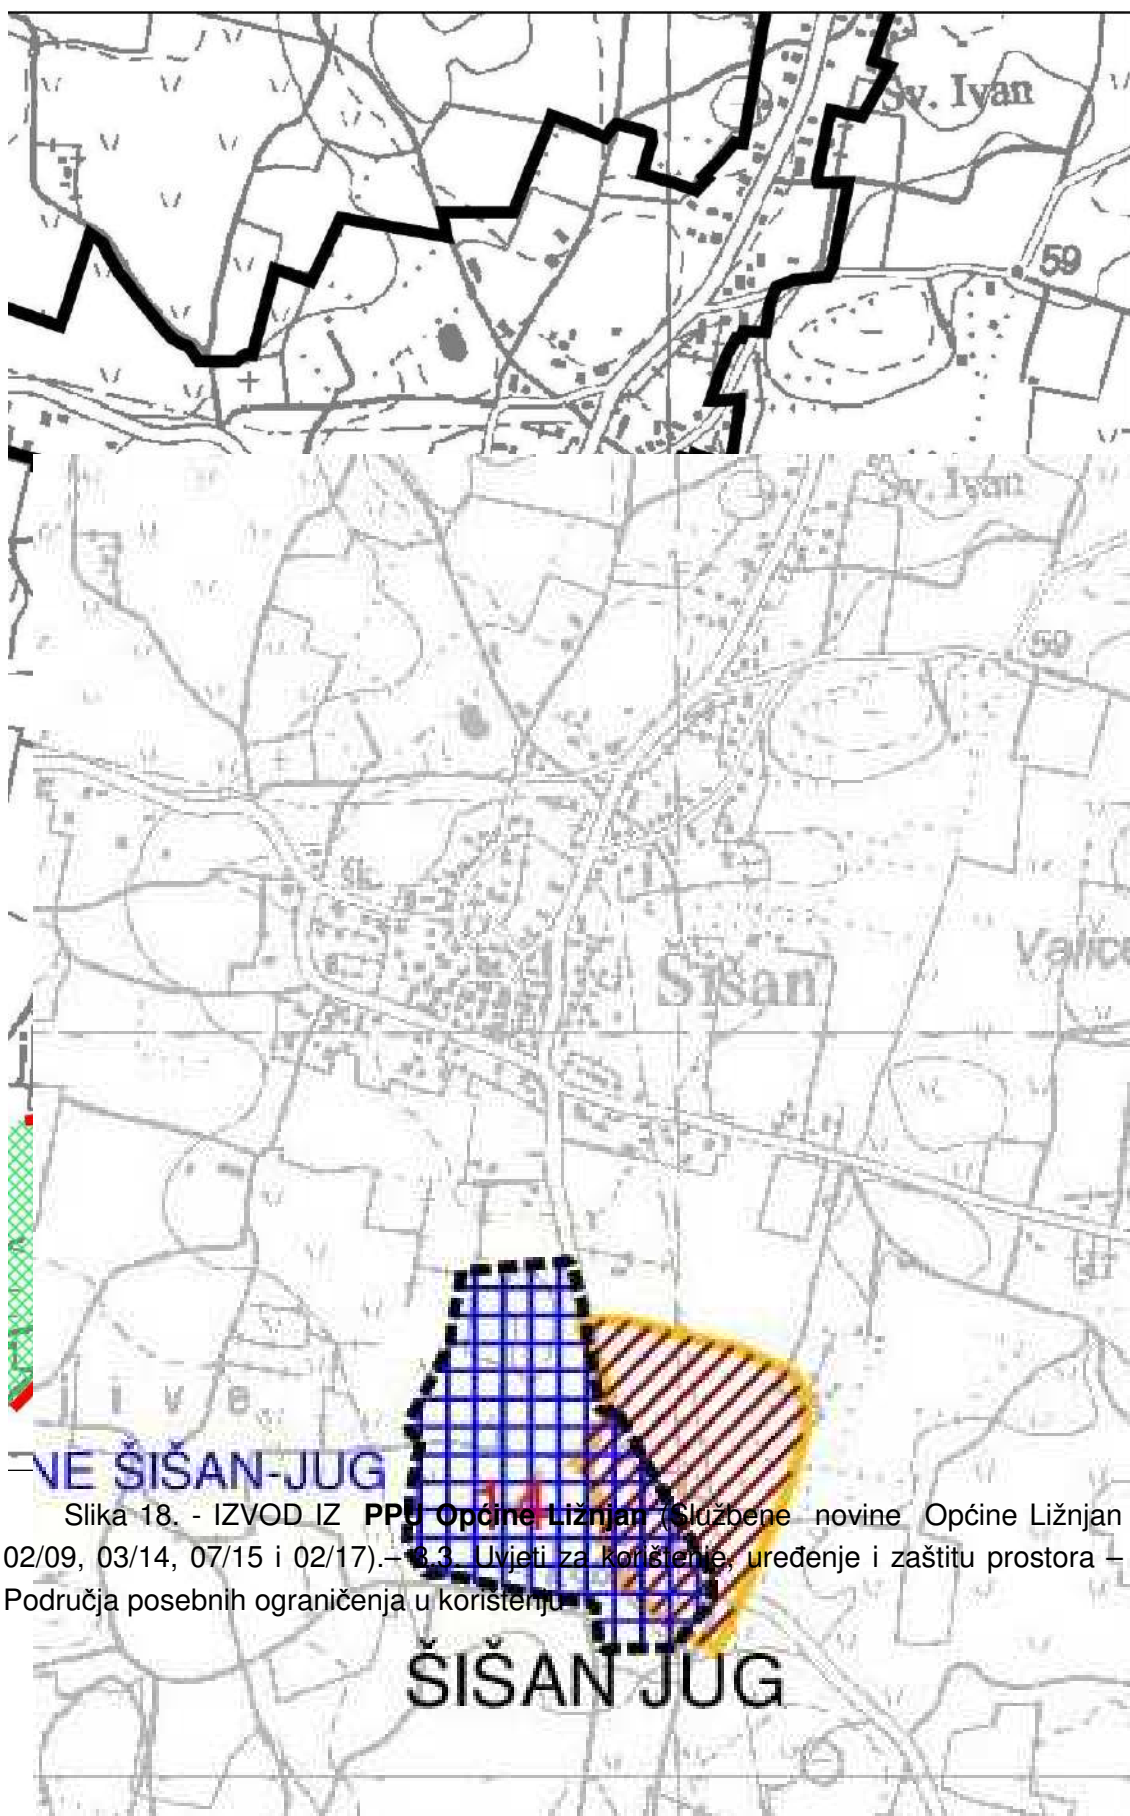 Sv. Ivan
59
Sv. Ivan
59
Valice
Šišan
i v e
NE ŠIŠAN-JUG
14
Slika 18. - IZVOD IZ PPU Općine Ližnjan (Službene novine Općine Ližnjan
02/09, 03/14, 07/15 i 02/17).– 3.3. Uvjeti za korištenje, uređenje i zaštitu prostora –
Područja posebnih ograničenja u korištenju
ŠIŠAN JUG